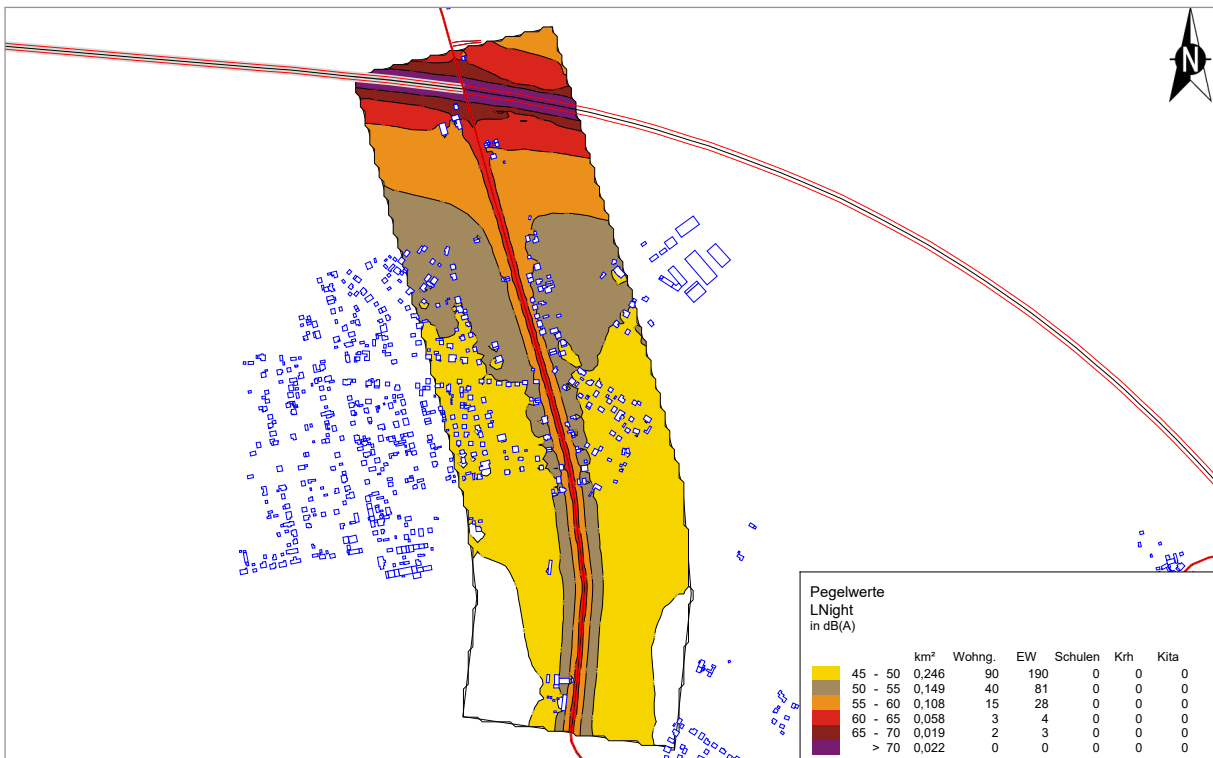 N
Pegelwerte
LNight
in dB(A)
km² Wohng. EW Schulen Krh Kita
45 - 50 0,246 90 190 0 0 0
50 - 55 0,149 40 81 0 0 0
55 - 60 0,108 15 28 0 0 0
60 - 65 0,058 3 4 0 0 0
65 - 70 0,019 2 3 0 0 0
> 70 0,022 0 0 0 0 0